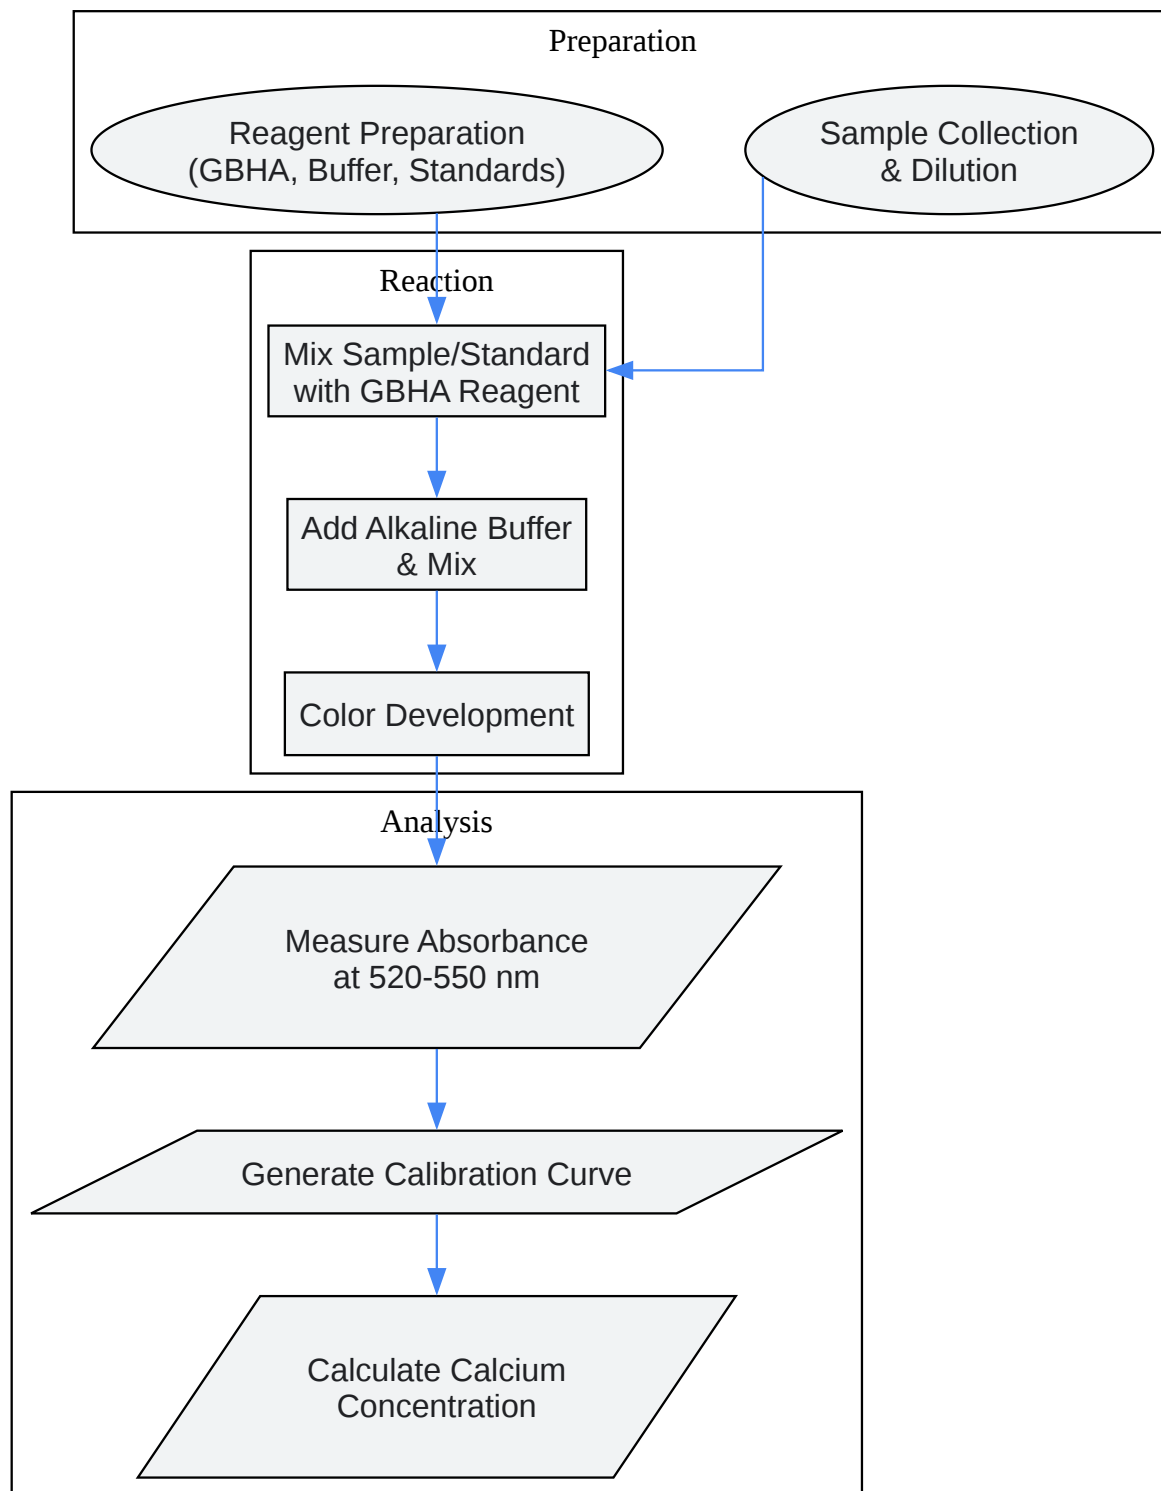 Preparation
Reagent Preparation
(GBHA, Buffer, Standards)
Sample Collection
& Dilution
Reaction
Mix Sample/Standard
with GBHA Reagent
Add Alkaline Buffer
& Mix
Color Development
Analysis
Measure Absorbance
at 520-550 nm
Generate Calibration Curve
Calculate Calcium
Concentration